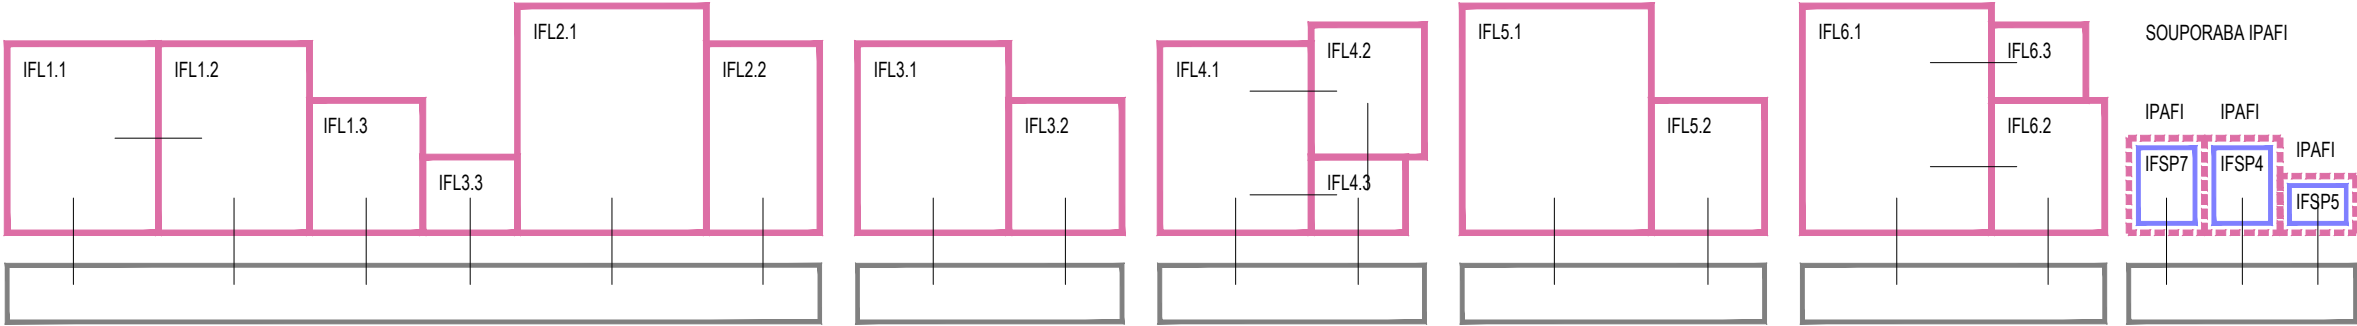 IFL1.1
IFL1.2
IFL1.3
IFL3.3
IFL2.1
IFL2.2
IFL3.1
IFL3.2
IFL4.1
IFL4.2
IFL4.3
IFL5.1
IFL5.2
IFL6.1
IFL6.3
IFL6.2
SOUPORABA IPAFI
IPAFI
IPAFI
IPAFI
IFSP7
IFSP4
IFSP5